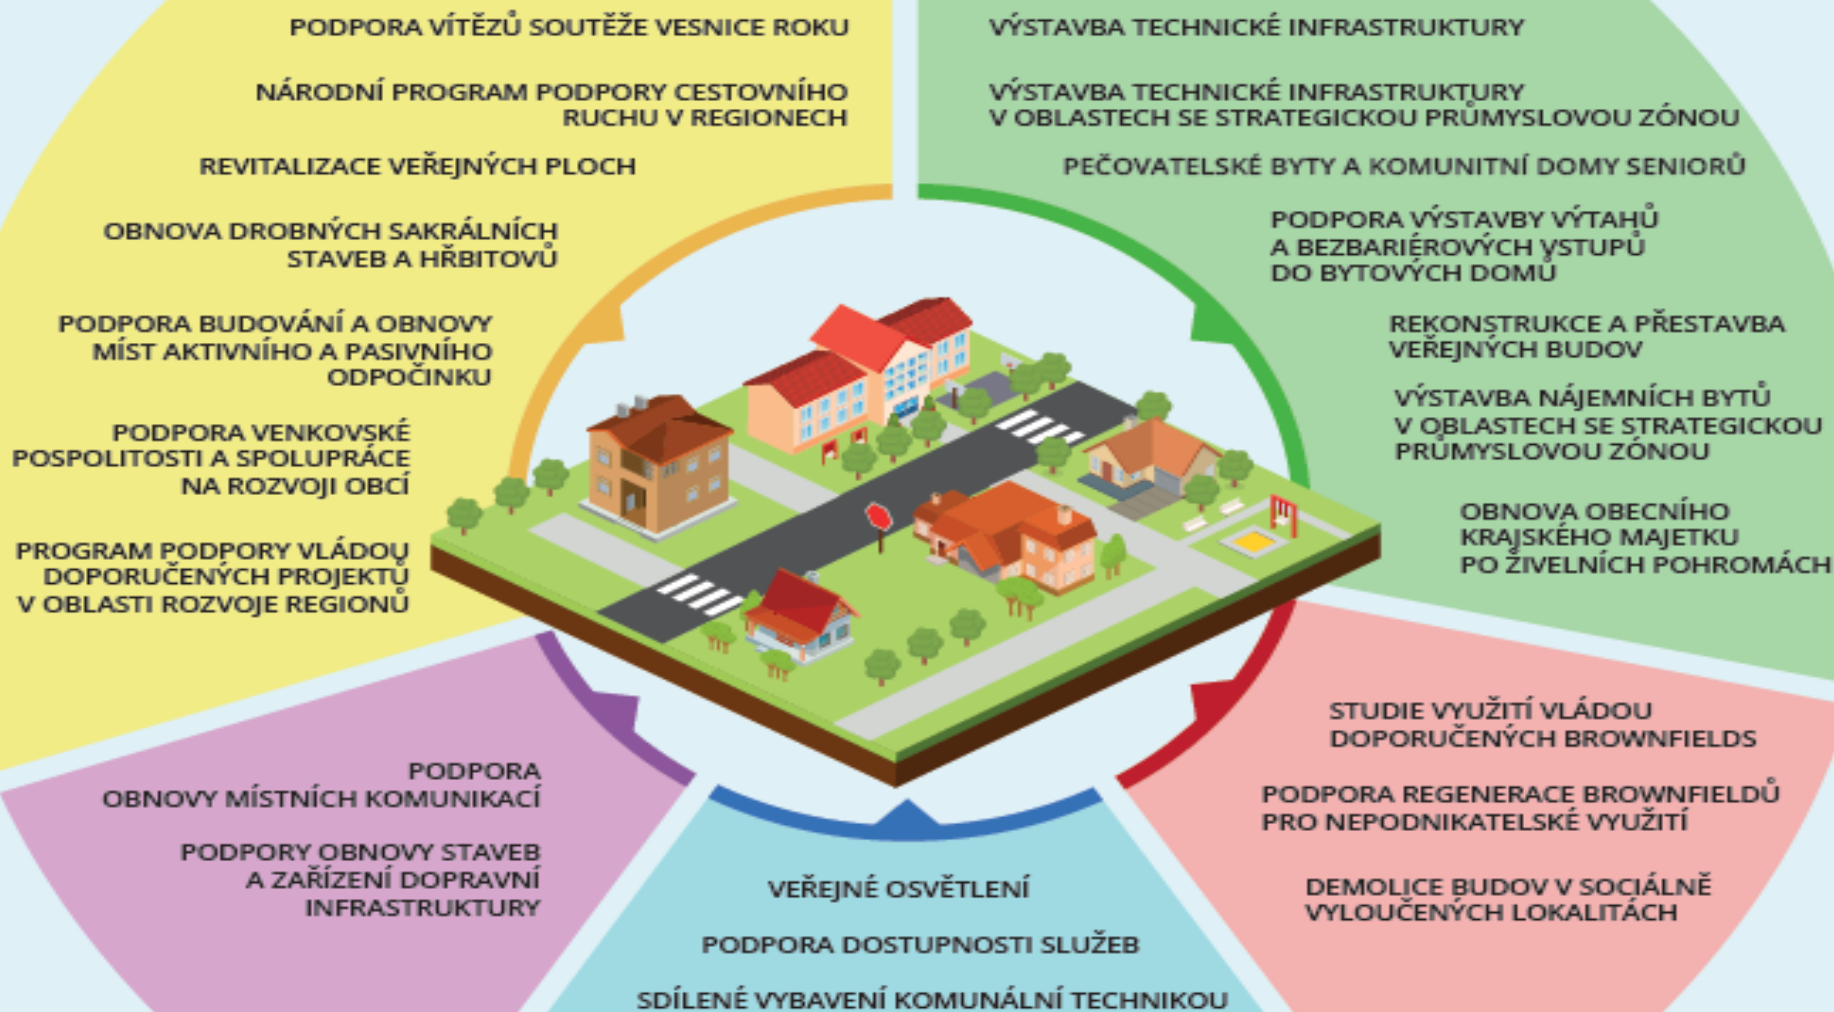 PODPORA VÍTĚZŮ SOUTĚŽE VESNICE ROKU
NÁRODNÍ PROGRAM PODPORY CESTOVNÍHO
RUCHU V REGIONECH
REVITALIZACE VEŘEJNÝCH PLOCH
OBNOVA DROBNÝCH SAKRÁLNÍCH
STAVEB A HŘBITOVŮ
PODPORA BUDOVÁNÍ A OBNOVY
MÍST AKTIVNÍHO A PASIVNÍHO
ODPOČINKU
PODPORA VENKOVSKÉ
POSPOLITOSTI A SPOLUPRÁCE
NA ROZVOJI OBCÍ
PROGRAM PODPORY VLÁDOU
DOPORUČENÝCH PROJEKTŮ
V OBLASTI ROZVOJE REGIONŮ
VÝSTAVBA TECHNICKÉ INFRASTRUKTURY
VÝSTAVBA TECHNICKÉ INFRASTRUKTURY
V OBLASTECH SE STRATEGICKOU PRŮMYSLOVOU ZÓNOU
PEČOVATELSKÉ BYTY A KOMUNITNÍ DOMY SENIORŮ
PODPORA VÝSTAVBY VÝTAHŮ
A BEZBARIÉROVÝCH VSTUPŮ
DO BYTOVÝCH DOMŮ
REKONSTRUKCE A PŘESTAVBA
VEŘEJNÝCH BUDOV
VÝSTAVBA NÁJEMNÍCH BYTŮ
V OBLASTECH SE STRATEGICKOU
PRŮMYSLOVOU ZÓNOU
OBNOVA OBECNÍHO
KRAJSKÉHO MAJETKU
PO ŽIVELNÍCH POHROMÁCH
PODPORA
OBNOVY MÍSTNÍCH KOMUNIKACÍ
PODPORY OBNOVY STAVEB
A ZAŘÍZENÍ DOPRAVNÍ
INFRASTRUKTURY
VEŘEJNÉ OSVĚTLENÍ
PODPORA DOSTUPNOSTI SLUŽEB
SDÍLENÉ VYBAVENÍ KOMUNÁLNÍ TECHNIKOU
STUDIE VYUŽITÍ VLÁDOU
DOPORUČENÝCH BROWNFIELDS
PODPORA REGENERACE BROWNFIELDŮ
PRO NEPODNIKATELSKÉ VYUŽITÍ
DEMOLICE BUDOV V SOCIÁLNĚ
VYLOUČENÝCH LOKALITÁCH